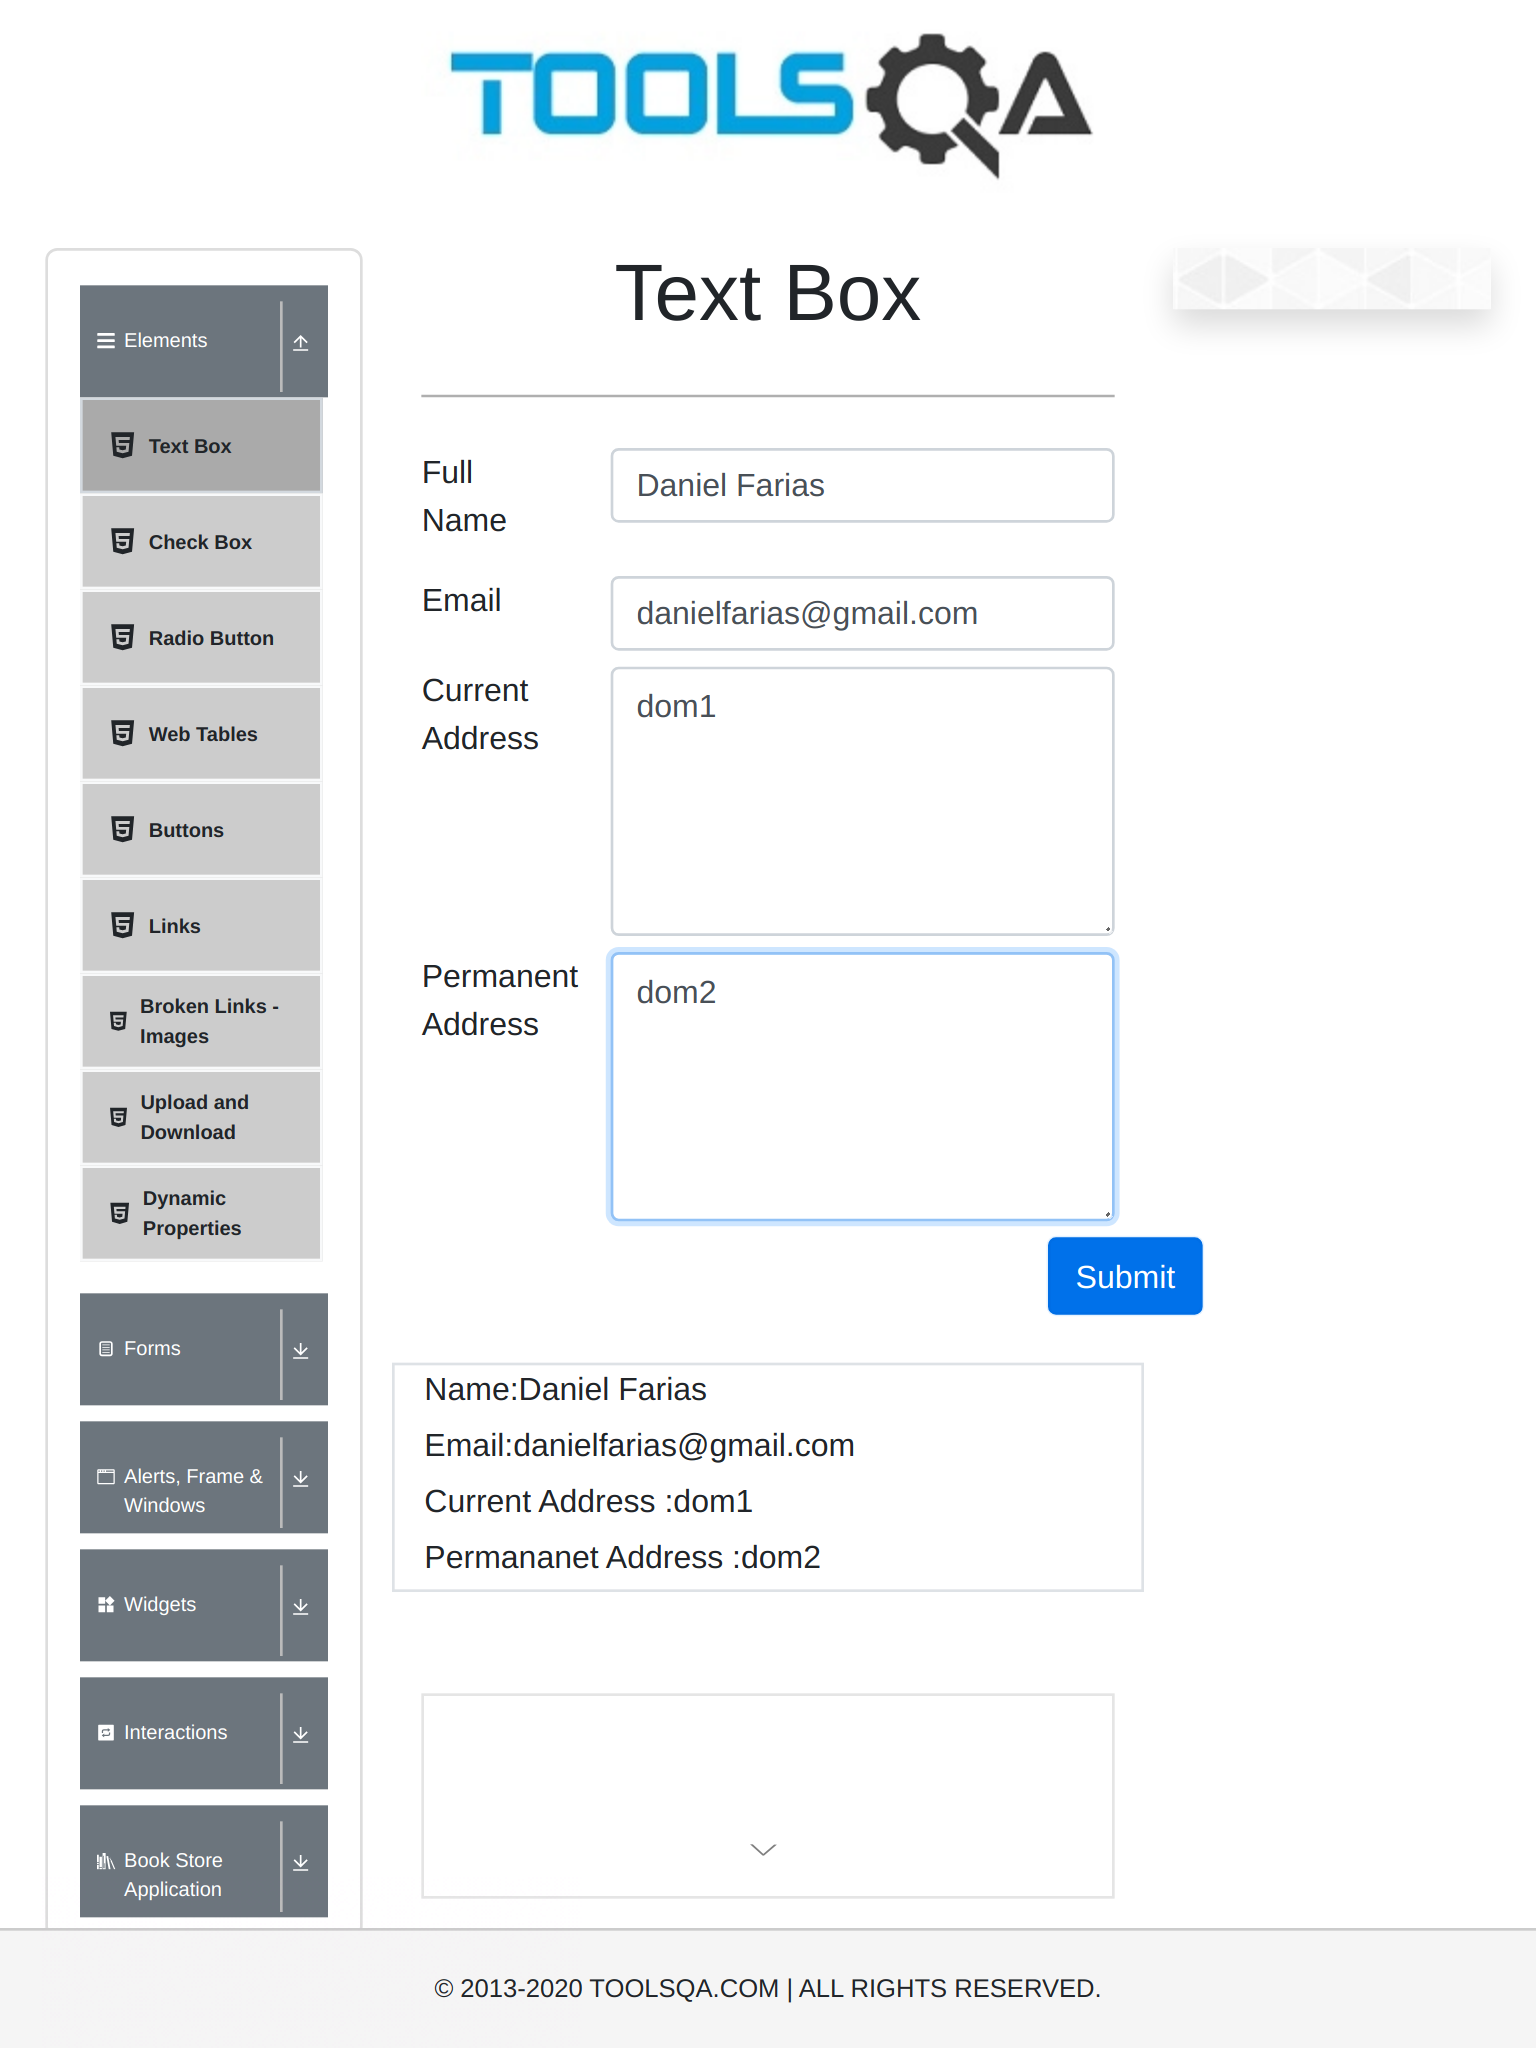 TOOLSQA
Elements
Text Box
Check Box
Radio Button
Web Tables
Buttons
Links
Broken Links -
Images
Upload and
Download
Dynamic
Properties
Forms
Alerts, Frame &
Windows
Widgets
Interactions
Book Store
Application
Text Box
Full
Name
Daniel Farias
Email
danielfarias@gmail.com
Current
Address
dom1
Permanent
Address
dom2
Submit
Name:Daniel Farias
Email:danielfarias@gmail.com
Current Address :dom1
Permananet Address :dom2
© 2013-2020 TOOLSQA.COM | ALL RIGHTS RESERVED.